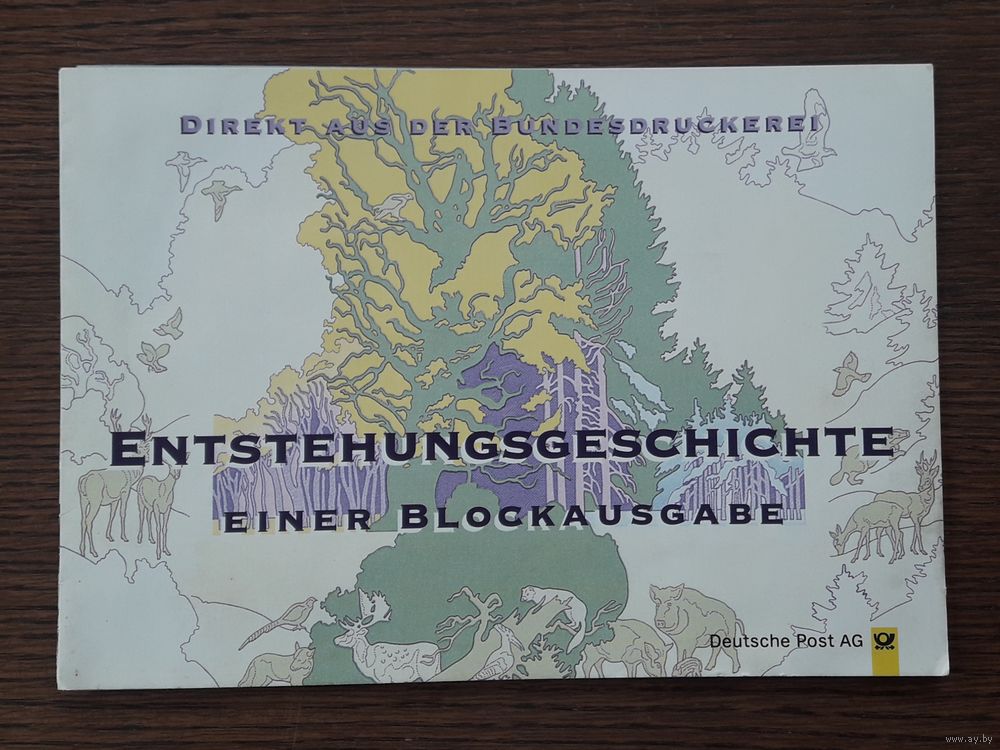 DIREKT AUS DER BUNDESDRUCKEREI
ENTSTEHUNGSGESCHICHTE
EINER BLOCKAUSGABE
Deutsche Post AG
www.ay.by